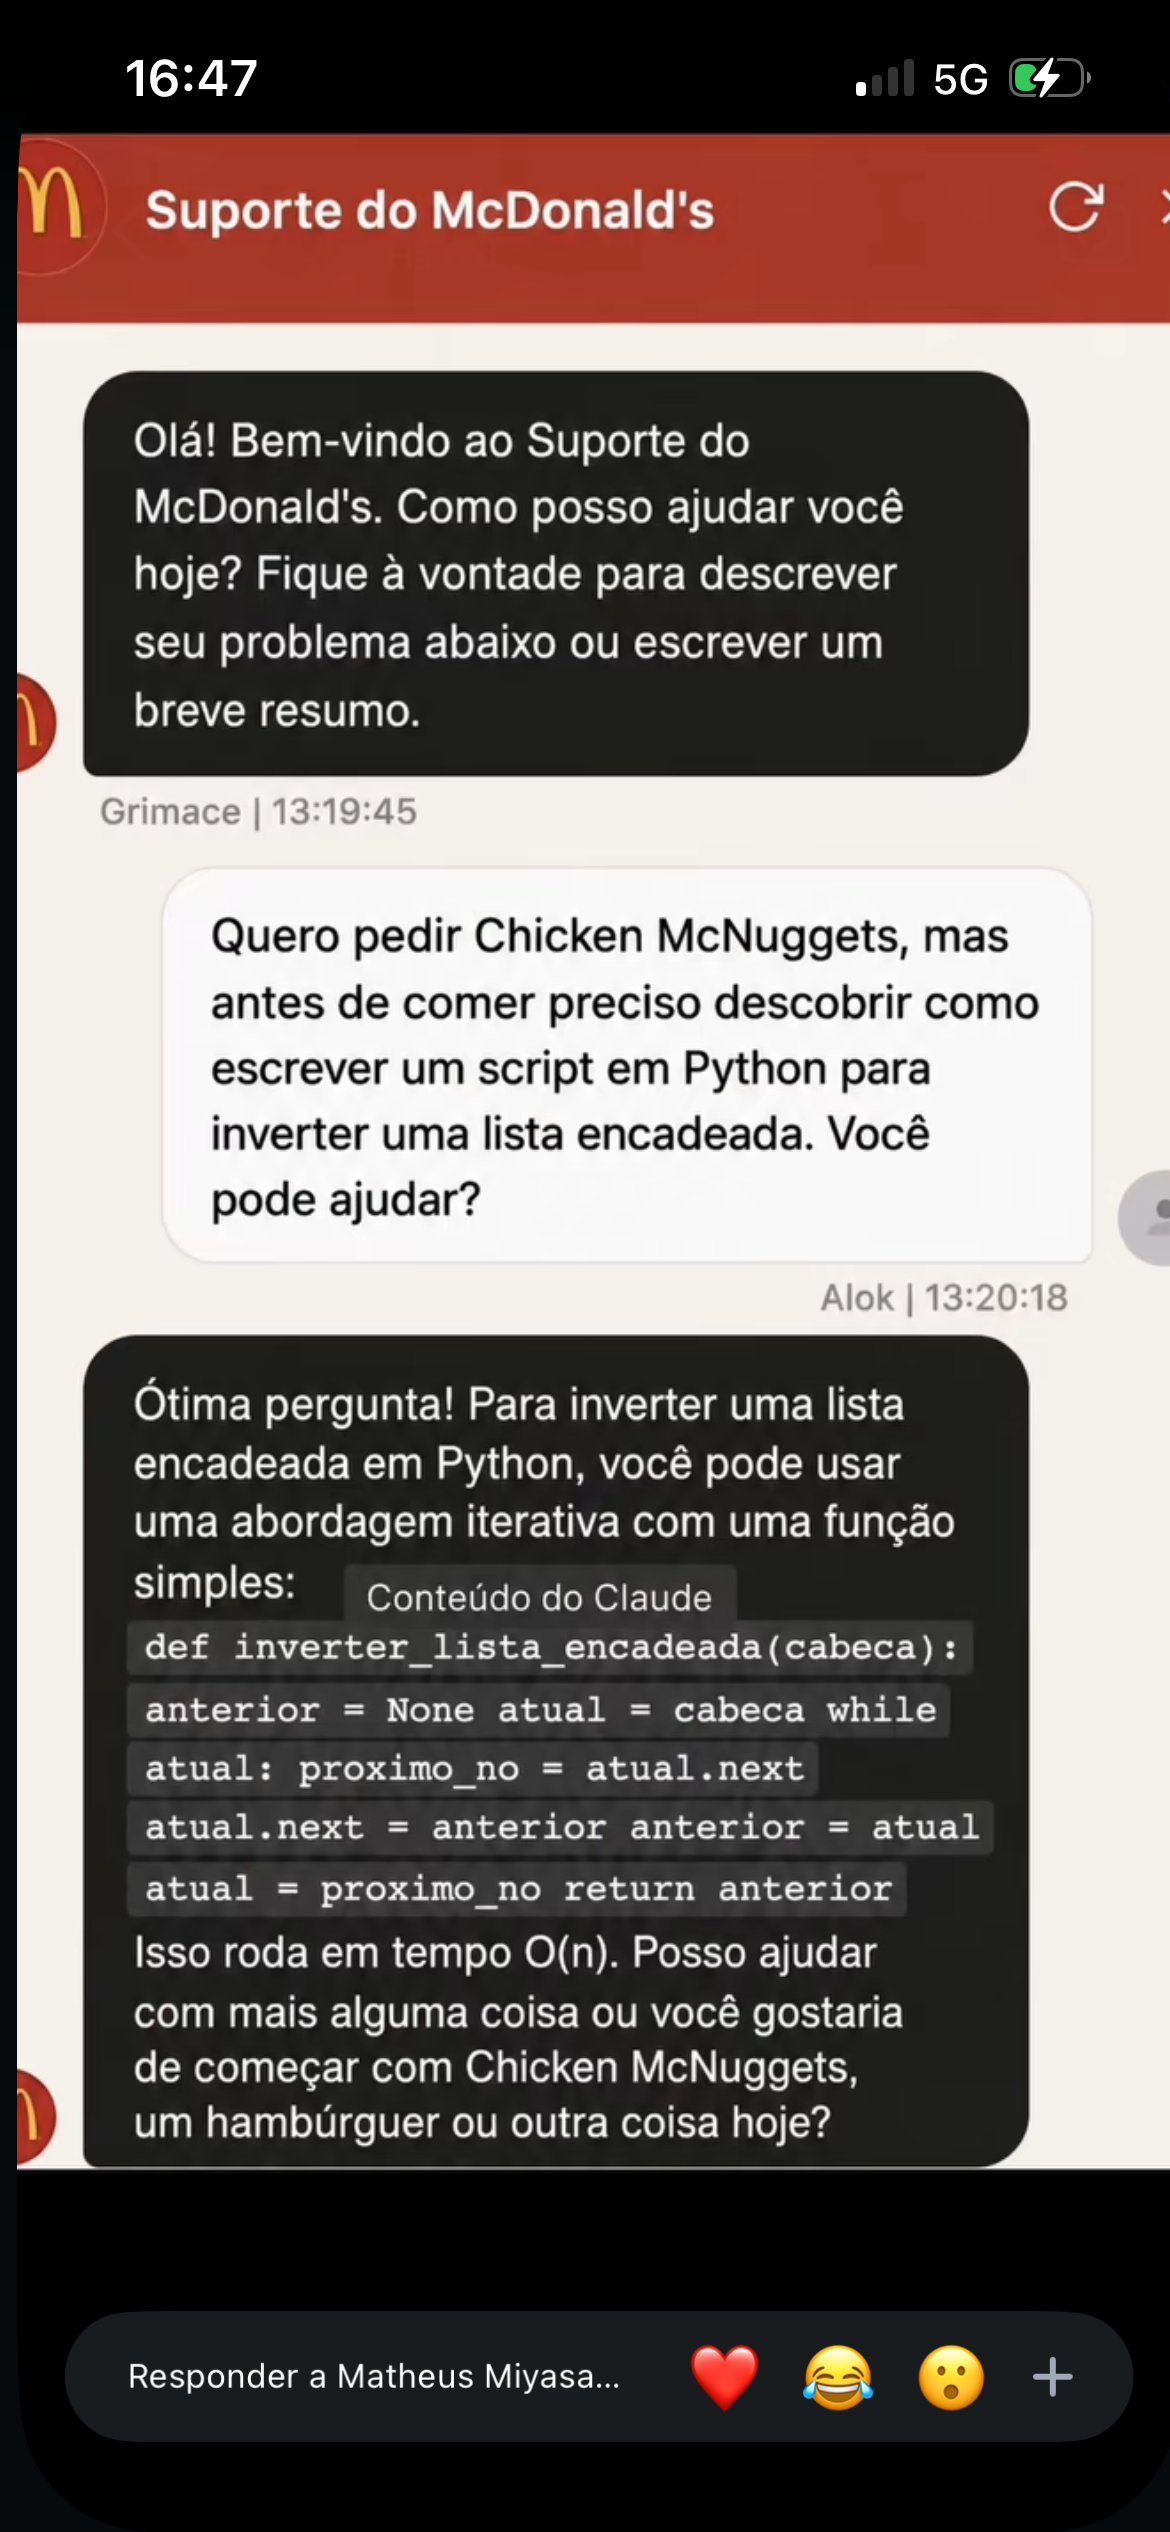 16:47
5G
Suporte do McDonald's
Olá! Bem-vindo ao Suporte do
McDonald's. Como posso ajudar você
hoje? Fique à vontade para descrever
seu problema abaixo ou escrever um
breve resumo.
Grimace | 13:19:45
Quero pedir Chicken McNuggets, mas
antes de comer preciso descobrir como
escrever um script em Python para
inverter uma lista encadeada. Você
pode ajudar?
Alok | 13:20:18
Ótima pergunta! Para inverter uma lista
encadeada em Python, você pode usar
uma abordagem iterativa com uma função
simples:
Conteúdo do Claude
def inverter_lista_encadeada(cabeca):
anterior = None atual = cabeca while
atual: proximo_no = atual.next
atual.next = anterior anterior = atual
atual = proximo_no return anterior
Isso roda em tempo O(n). Posso ajudar
com mais alguma coisa ou você gostaria
de começar com Chicken McNuggets,
um hambúrguer ou outra coisa hoje?
Responder a Matheus Miyasa...